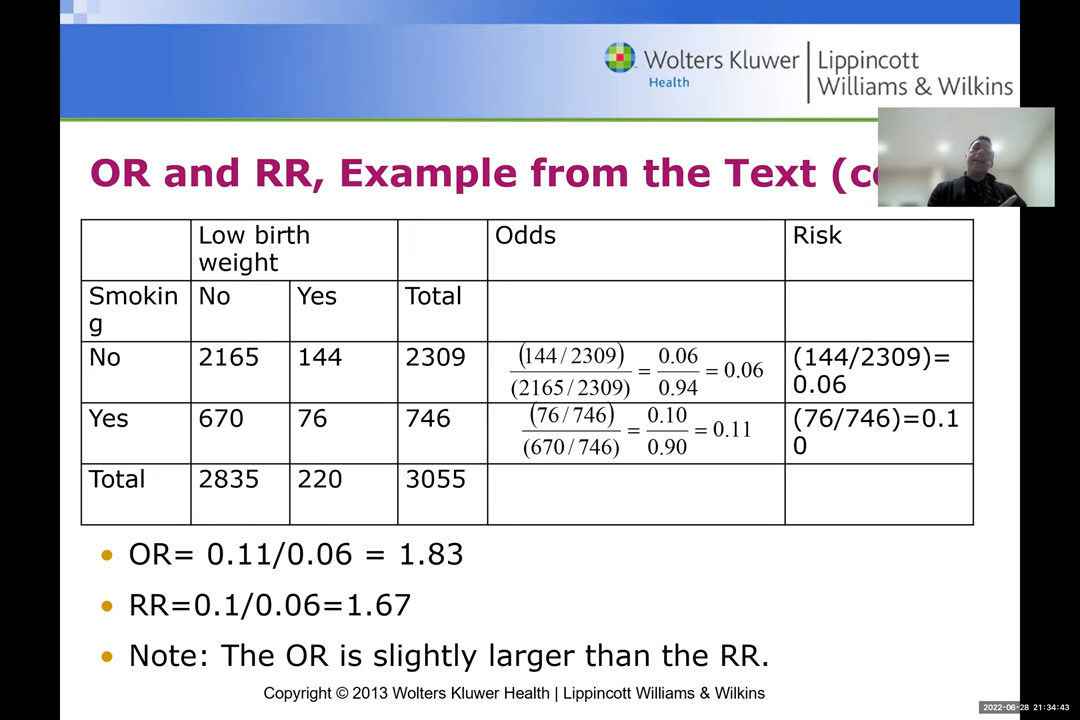 Wolters Kluwer
Health
Lippincott
Williams & Wilkins
OR and RR, Example from the Text
Low birth
weight
Odds
Risk
Smokin
g
No
Yes
Total
No
2165
144
2309
(144 / 2309)
(2165 / 2309)
=
0.06
0.94
= 0.06
(144/2309)=
0.06
Yes
670
76
746
(76 / 746)
(670 / 746)
=
0.10
0.90
= 0.11
(76/746)=0.1
0
Total
2835
220
3055
• OR= 0.11/0.06 = 1.83
• RR=0.1/0.06=1.67
• Note: The OR is slightly larger than the RR.
Copyright © 2013 Wolters Kluwer Health | Lippincott Williams & Wilkins
2022-06-28 21:34:43